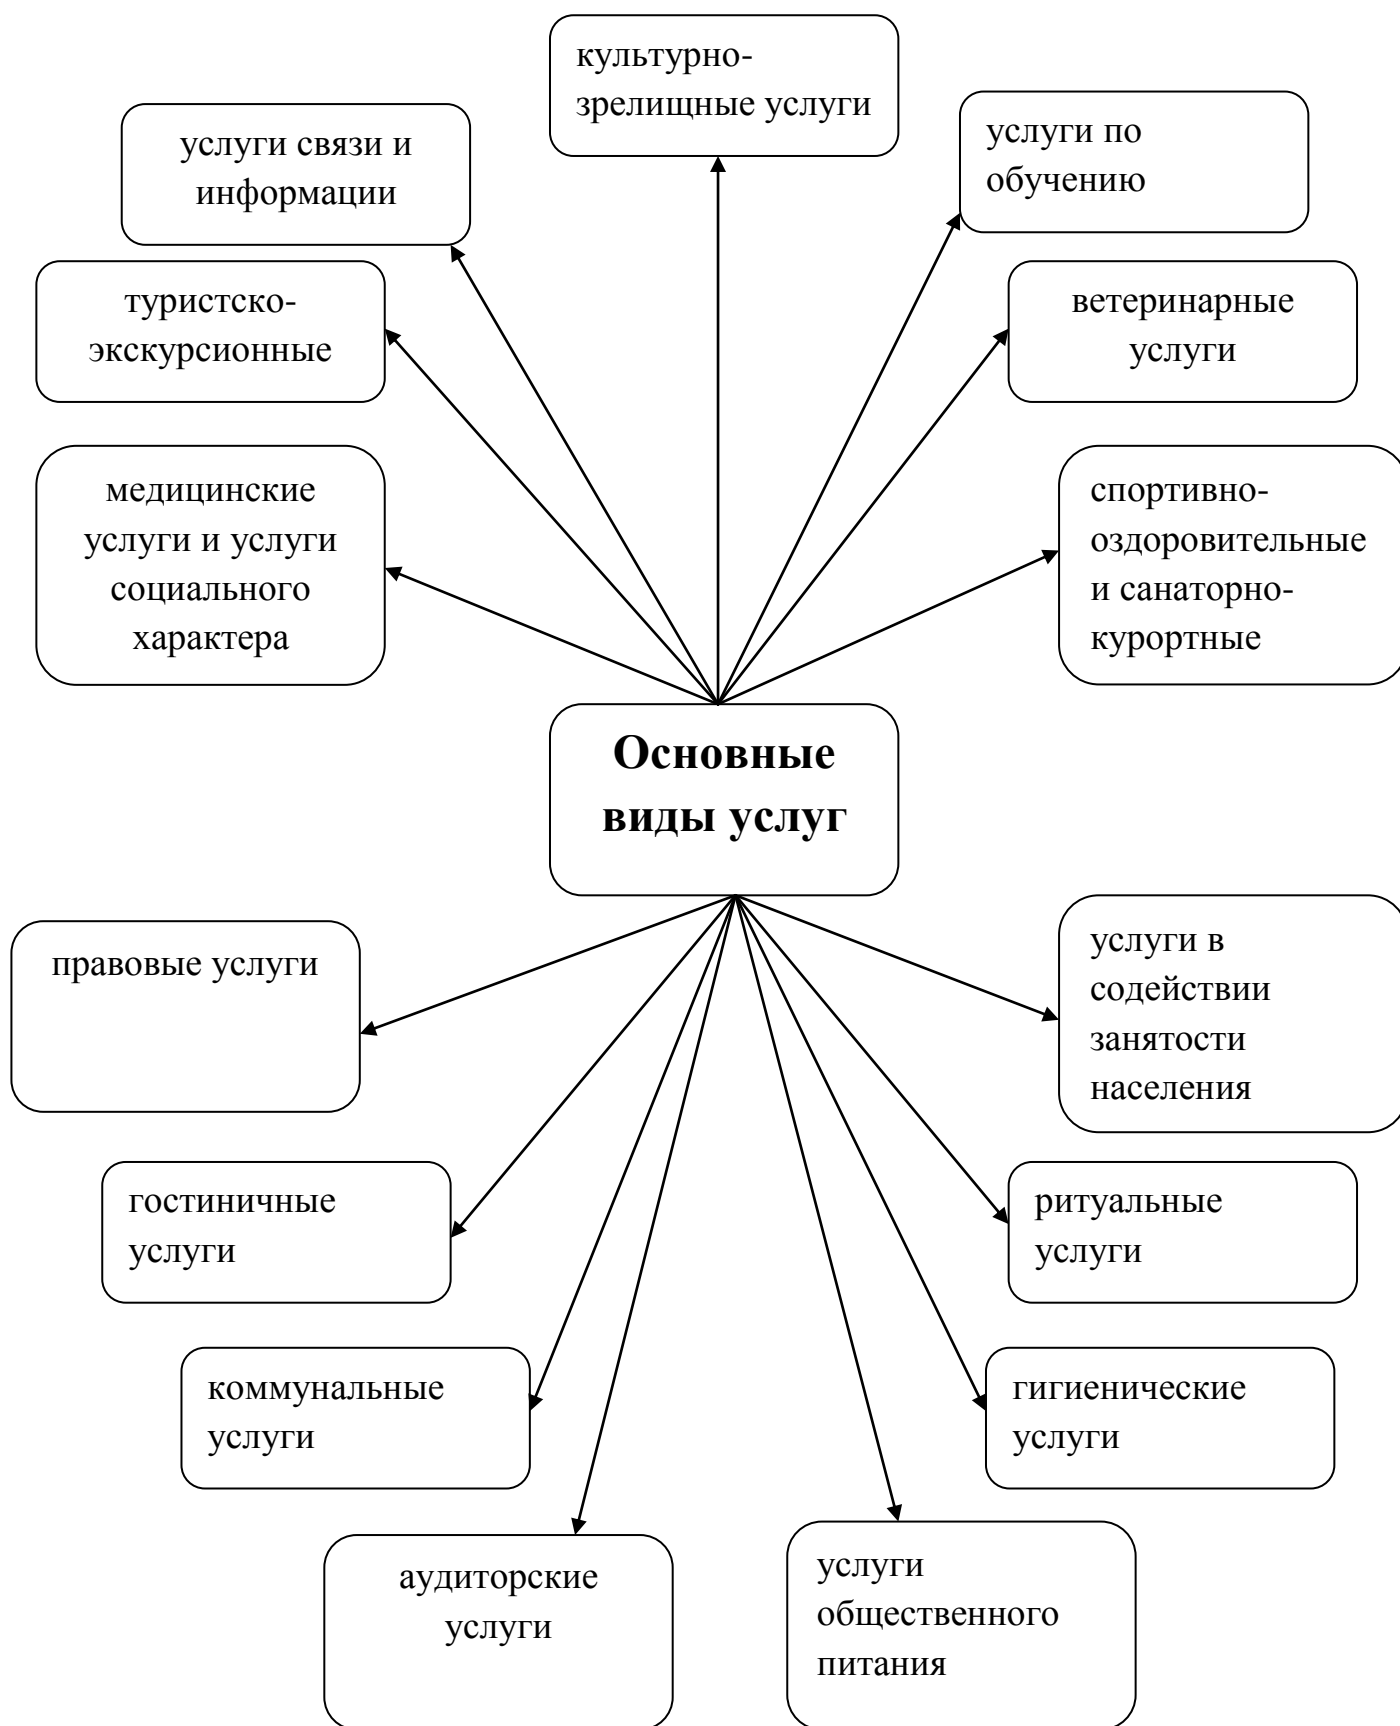 культурно-
зрелищные услуги
услуги связи и
информации
услуги по
обучению
туристско-
экскурсионные
ветеринарные
услуги
медицинские
услуги и услуги
социального
характера
спортивно-
оздоровительные
и санаторно-
курортные
Основные
виды услуг
правовые услуги
услуги в
содействии
занятости
населения
гостиничные
услуги
ритуальные
услуги
коммунальные
услуги
гигиенические
услуги
аудиторские
услуги
услуги
общественного
питания